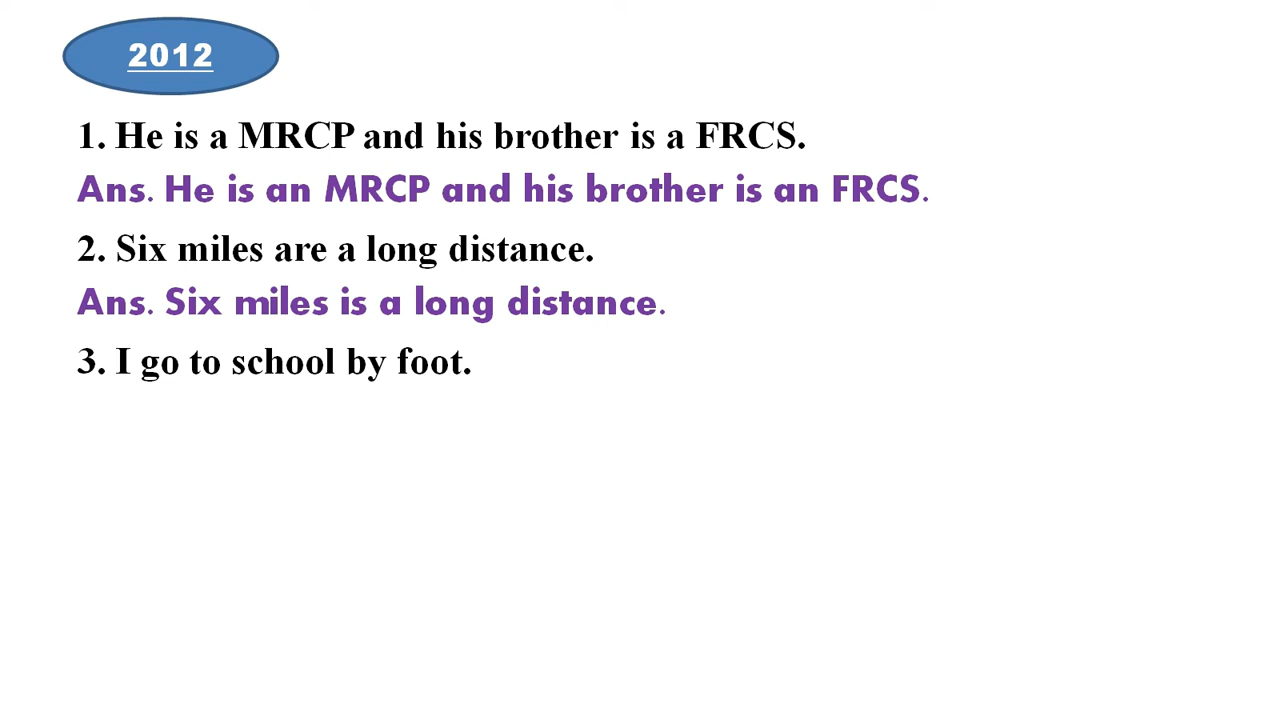 2012
1. He is a MRCP and his brother is a FRCS.
Ans. He is an MRCP and his brother is an FRCS.
2. Six miles are a long distance.
Ans. Six miles is a long distance.
3. I go to school by foot.